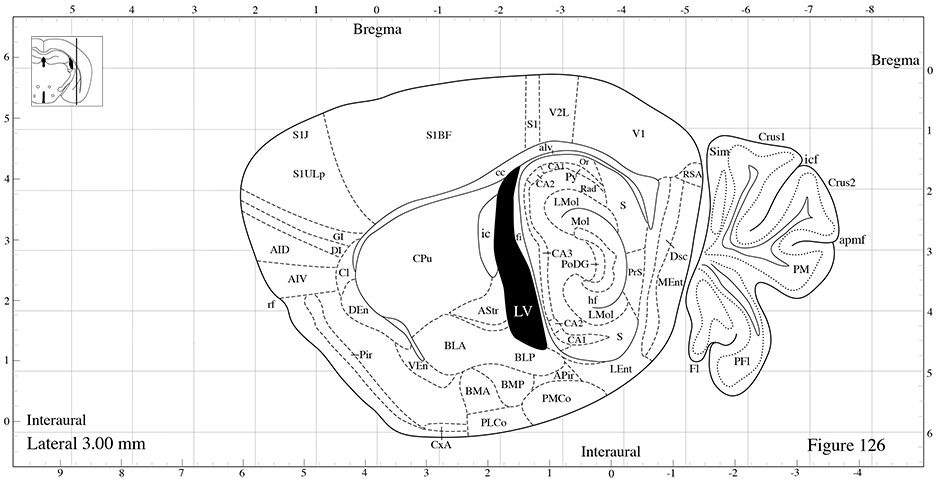 5 4 3 2 1 0 -1 -2 -3 -4 -5 -6 -7 -8
Bregma
Bregma
6 5 4 3 2 1 0
0 1 2 3 4 5 6
V2L
S1J S1BF S1 V1
Crus1
alv
Sim icf
cc CA1 Or
S1ULp Py RSA
CA2 Rad Crus2
LMol S
Mol
GI ic fi apmf
AID DI CA3
CPu PoDG Dsc
Cl PrS PM
AIV MEnt
rf hf
DEn AStr LV LMol
CA2
CA1 S
Pir BLA
BLP
VEn LEnt Fl PFl
APir
BMA BMP
PMCo
PLCo
CxA
Interaural
Lateral 3.00 mm
Interaural
Figure 126
9 8 7 6 5 4 3 2 1 0 -1 -2 -3 -4